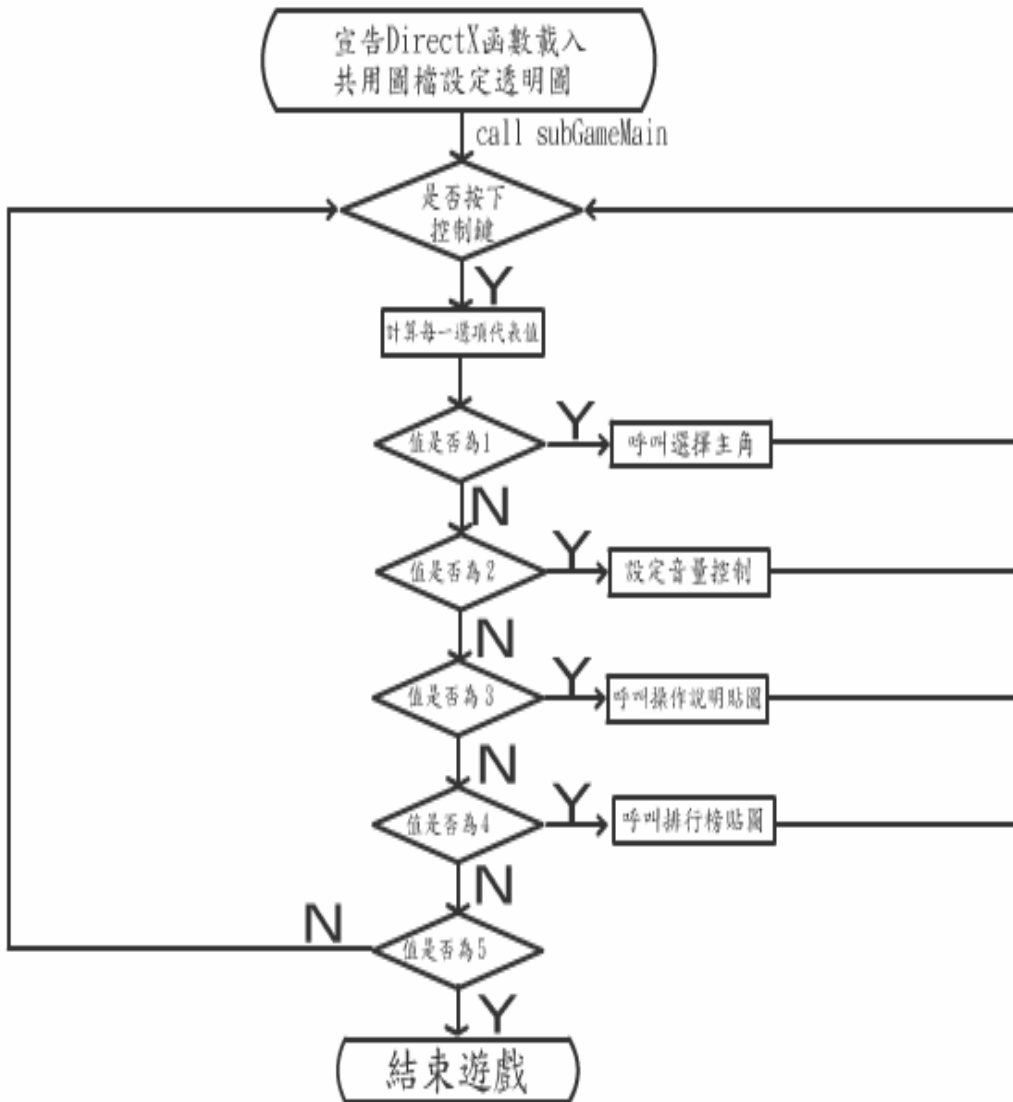 宣告DirectX函數載入
共用圖檔設定透明圖
call subGameMain
是否按下
控制鍵
Y
計算每一選項代表值
值是否為1
Y
呼叫選擇主角
N
值是否為2
Y
設定音量控制
N
值是否為3
Y
呼叫操作說明貼圖
N
值是否為4
Y
呼叫排行榜貼圖
N
值是否為5
N
Y
結束遊戲